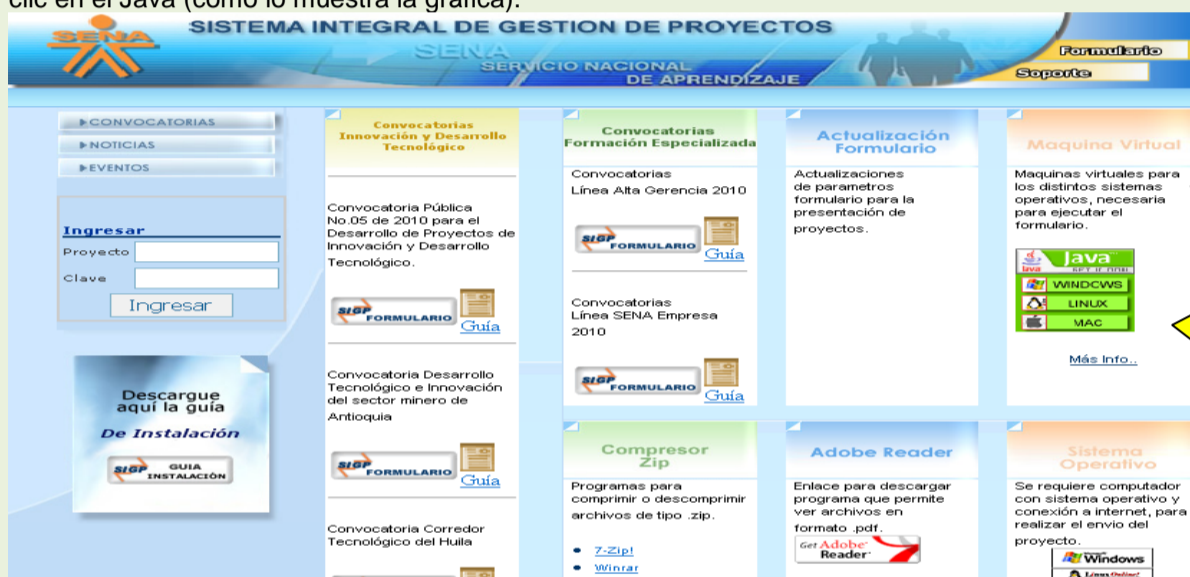 clic en el Java (como lo muestra la gráfica).
SENA
SISTEMA INTEGRAL DE GESTION DE PROYECTOS
SENA
SERVICIO NACIONAL
DE APRENDIZAJE
Formulario
Soporte
CONVOCATORIAS
NOTICIAS
EVENTOS
Ingresar
Proyecto
Clave
Ingresar
Descargue
aquí la guía
De Instalación
SIGP GUIA
INSTALACIÓN
Convocatorias
Innovación y Desarrollo
Tecnológico
Convocatoria Pública
No.05 de 2010 para el
Desarrollo de Proyectos de
Innovación y Desarrollo
Tecnológico.
SIGP FORMULARIO
Guía
Convocatoria Desarrollo
Tecnológico e Innovación
del sector minero de
Antioquia
SIGP FORMULARIO
Guía
Convocatoria Corredor
Tecnológico del Huila
Convocatorias
Formación Especializada
Convocatorias
Línea Alta Gerencia 2010
SIGP FORMULARIO
Guía
Convocatorias
Línea SENA Empresa
2010
SIGP FORMULARIO
Guía
Compresor
Zip
Programas para
comprimir o descomprimir
archivos de tipo .zip.
7-Zip!
Winrar
Actualización
Formulario
Actualizaciones
de parametros
formulario para la
presentación de
proyectos.
Adobe Reader
Enlace para descargar
programa que permite
ver archivos en
formato .pdf.
Get Adobe
Reader
Maquina Virtual
Maquinas virtuales para
los distintos sistemas
operativos, necesaria
para ejecutar el
formulario.
Java
GET IT NOW
WINDOWS
LINUX
MAC
Más Info..
Sistema
Operativo
Se requiere computador
con sistema operativo y
conexión a internet, para
realizar el envio del
proyecto.
Windows
Linux Online!